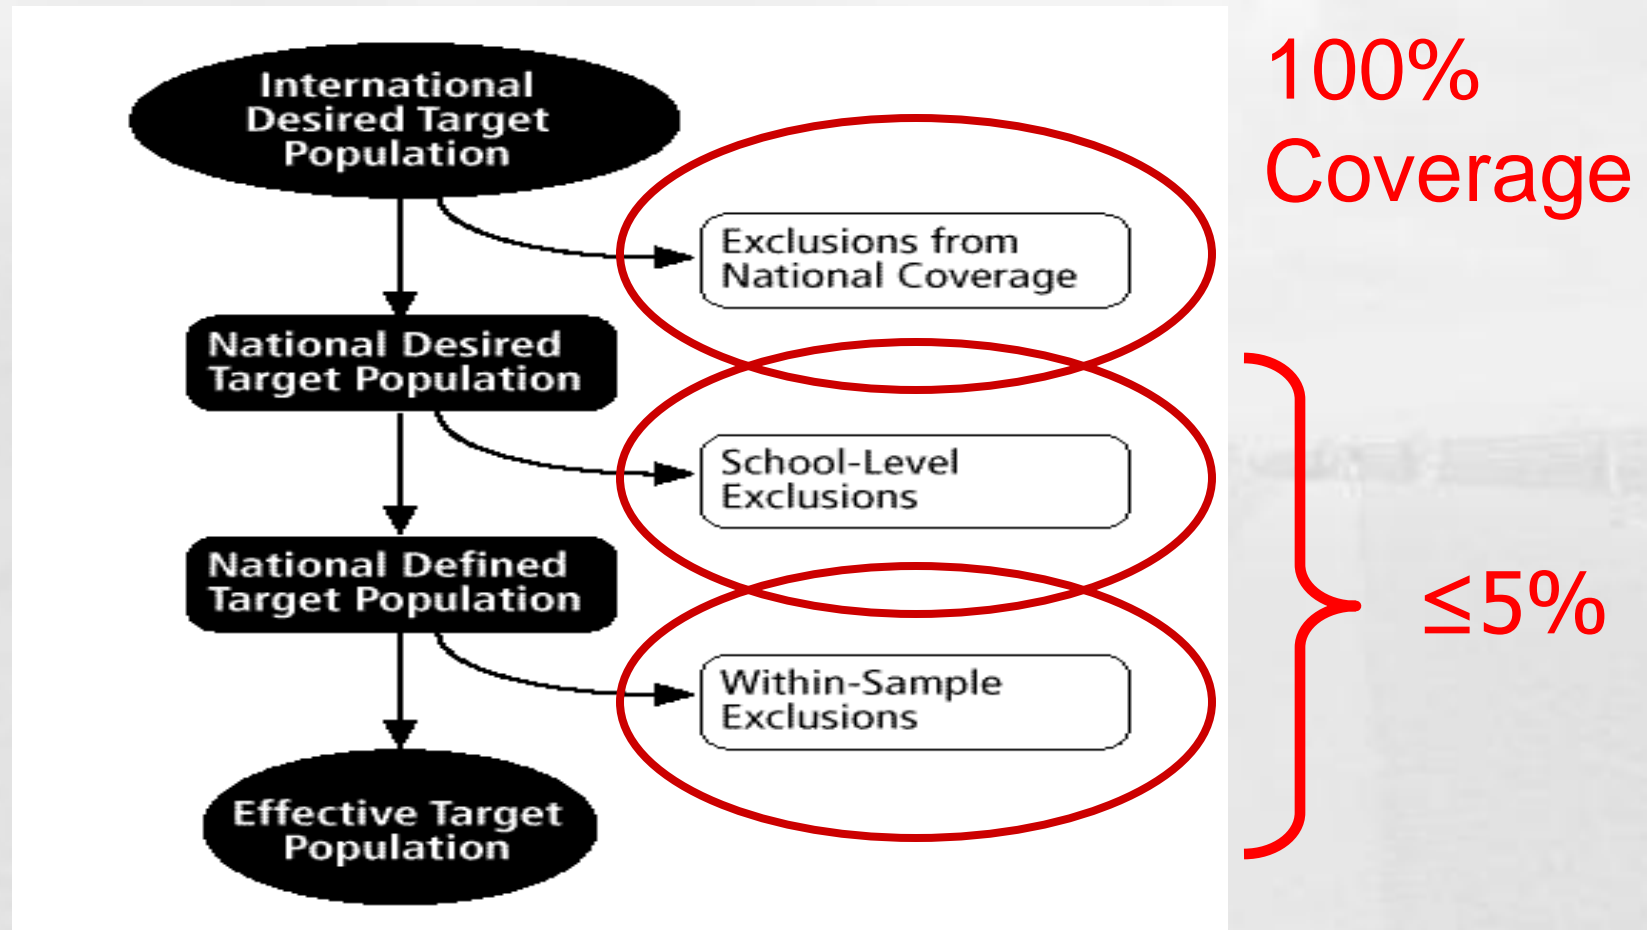 International
Desired Target
Population
100%
Coverage
Exclusions from
National Coverage
National Desired
Target Population
School-Level
Exclusions
National Defined
Target Population
≤5%
Within-Sample
Exclusions
Effective Target
Population